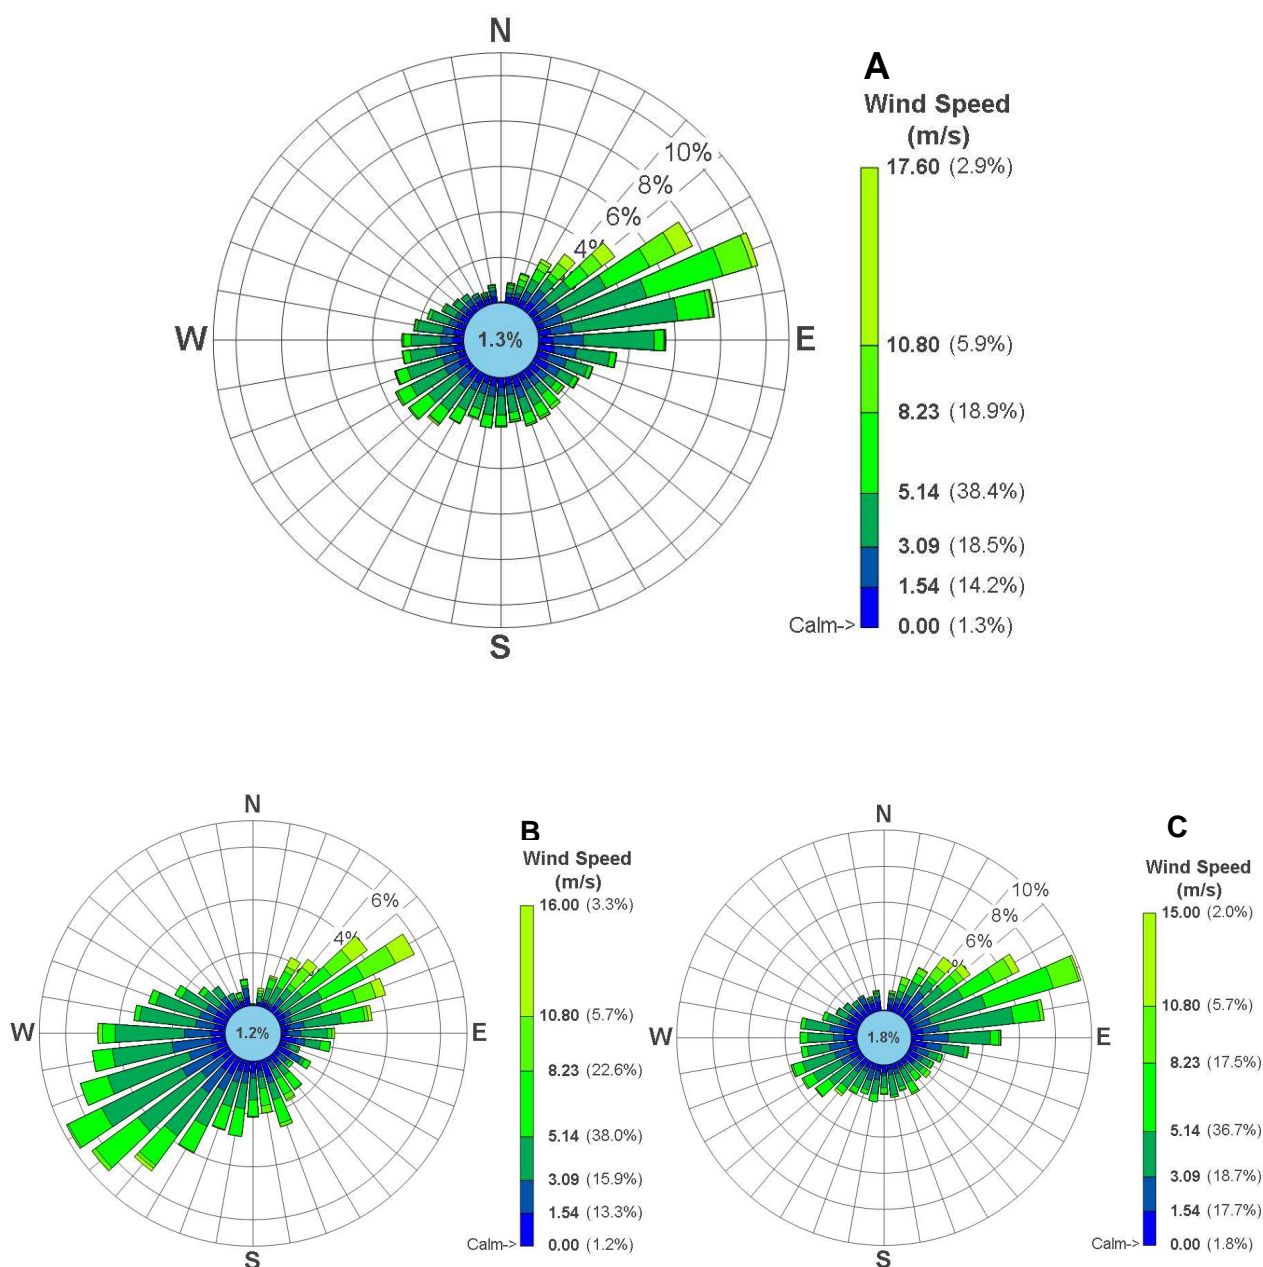 N
A
Wind Speed
(m/s)
10%
8%
6%
4%
17.60 (2.9%)
W
1.3%
E
10.80 (5.9%)
8.23 (18.9%)
5.14 (38.4%)
3.09 (18.5%)
1.54 (14.2%)
Calm-> 0.00 (1.3%)
S
N
B
Wind Speed
(m/s)
6%
4%
16.00 (3.3%)
W
1.2%
E
10.80 (5.7%)
8.23 (22.6%)
5.14 (38.0%)
3.09 (15.9%)
1.54 (13.3%)
Calm-> 0.00 (1.2%)
S
N
C
Wind Speed
(m/s)
10%
8%
6%
%
15.00 (2.0%)
W
1.8%
E
10.80 (5.7%)
8.23 (17.5%)
5.14 (36.7%)
3.09 (18.7%)
1.54 (17.7%)
Calm-> 0.00 (1.8%)
S